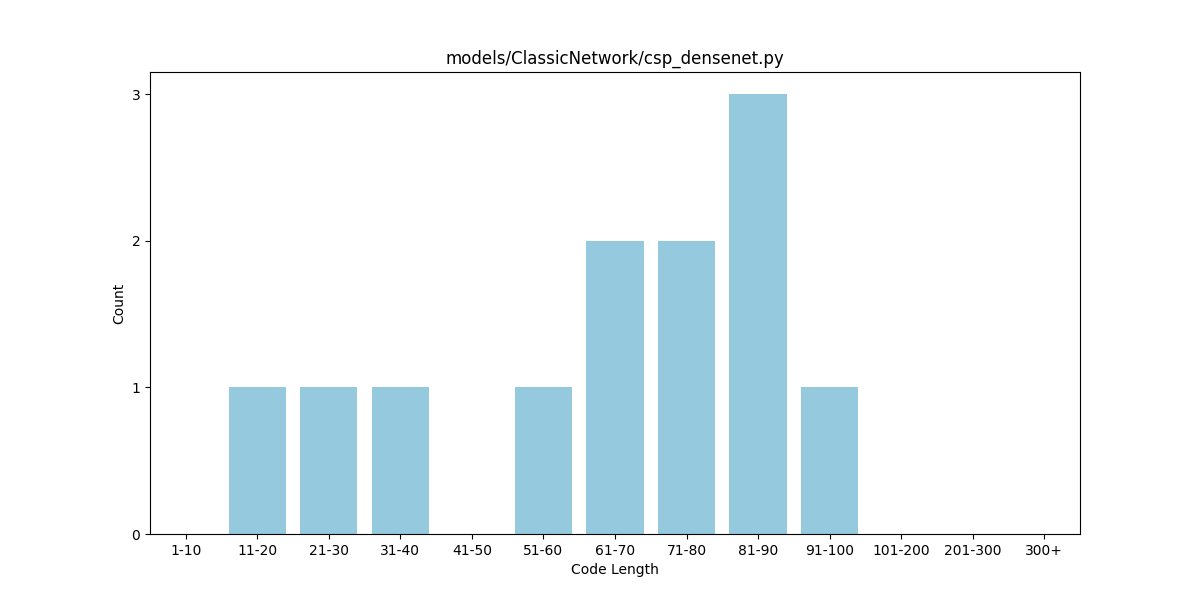 models/ClassicNetwork/csp_densenet.py
3
2
1
0
Count
1-10 11-20 21-30 31-40 41-50 51-60 61-70 71-80 81-90 91-100 101-200 201-300 300+
Code Length